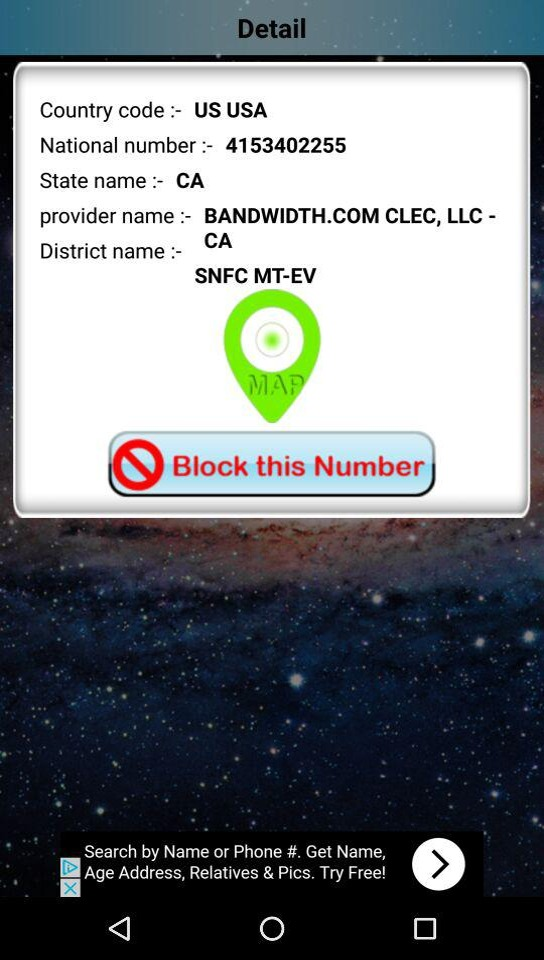 Detail
Country code :- US USA
National number :- 4153402255
State name :- CA
provider name :- BANDWIDTH.COM CLEC, LLC -
CA
District name :-
SNFC MT-EV
MAP
Block this Number
Search by Name or Phone #. Get Name,
Age Address, Relatives & Pics. Try Free!